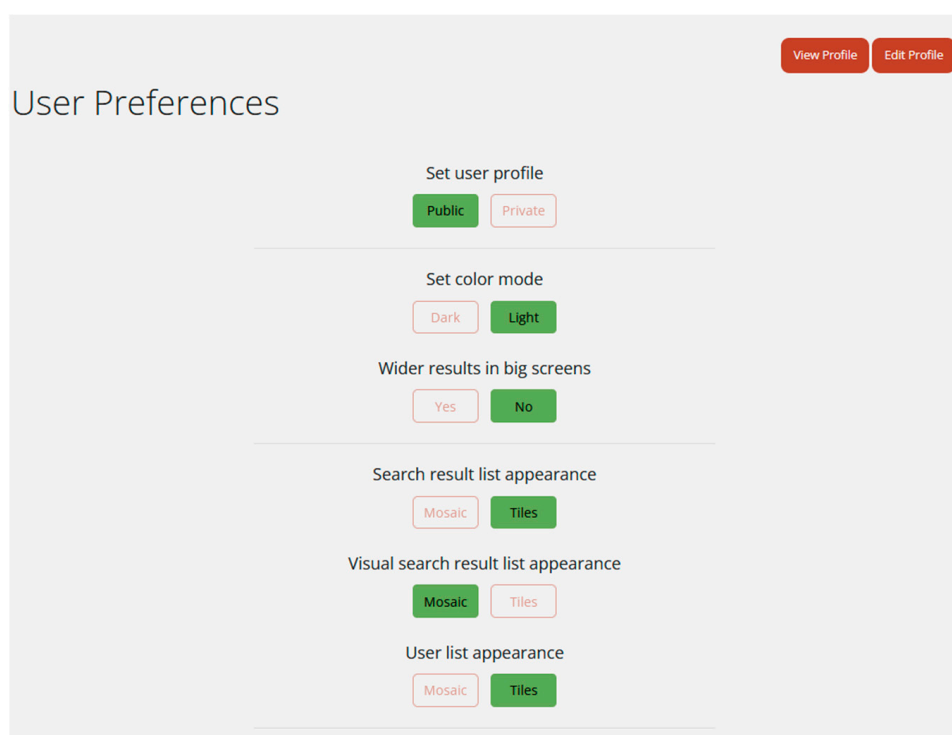 View Profile Edit Profile
User Preferences
Set user profile
Public Private
Set color mode
Dark Light
Wider results in big screens
Yes No
Search result list appearance
Mosaic Tiles
Visual search result list appearance
Mosaic Tiles
User list appearance
Mosaic Tiles